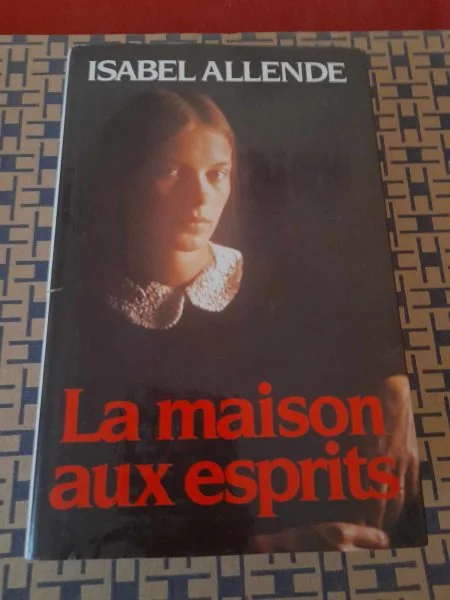 ISABEL ALLENDE
La maison
aux esprits